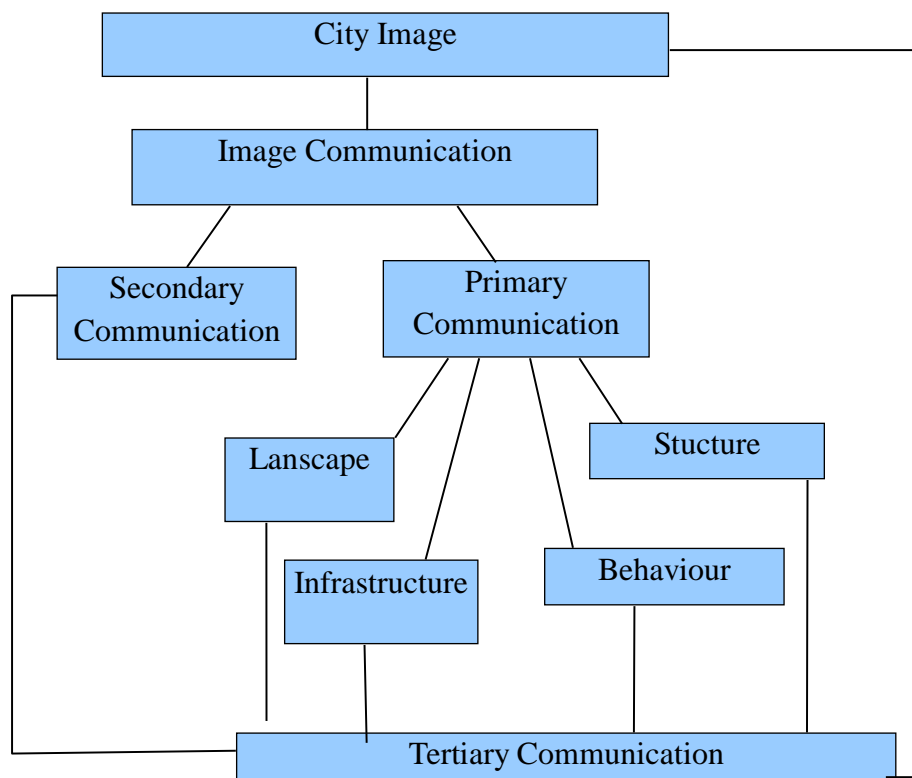 City Image
Image Communication
Secondary
Communication
Primary
Communication
Lanscape
Stucture
Infrastructure
Behaviour
Tertiary Communication